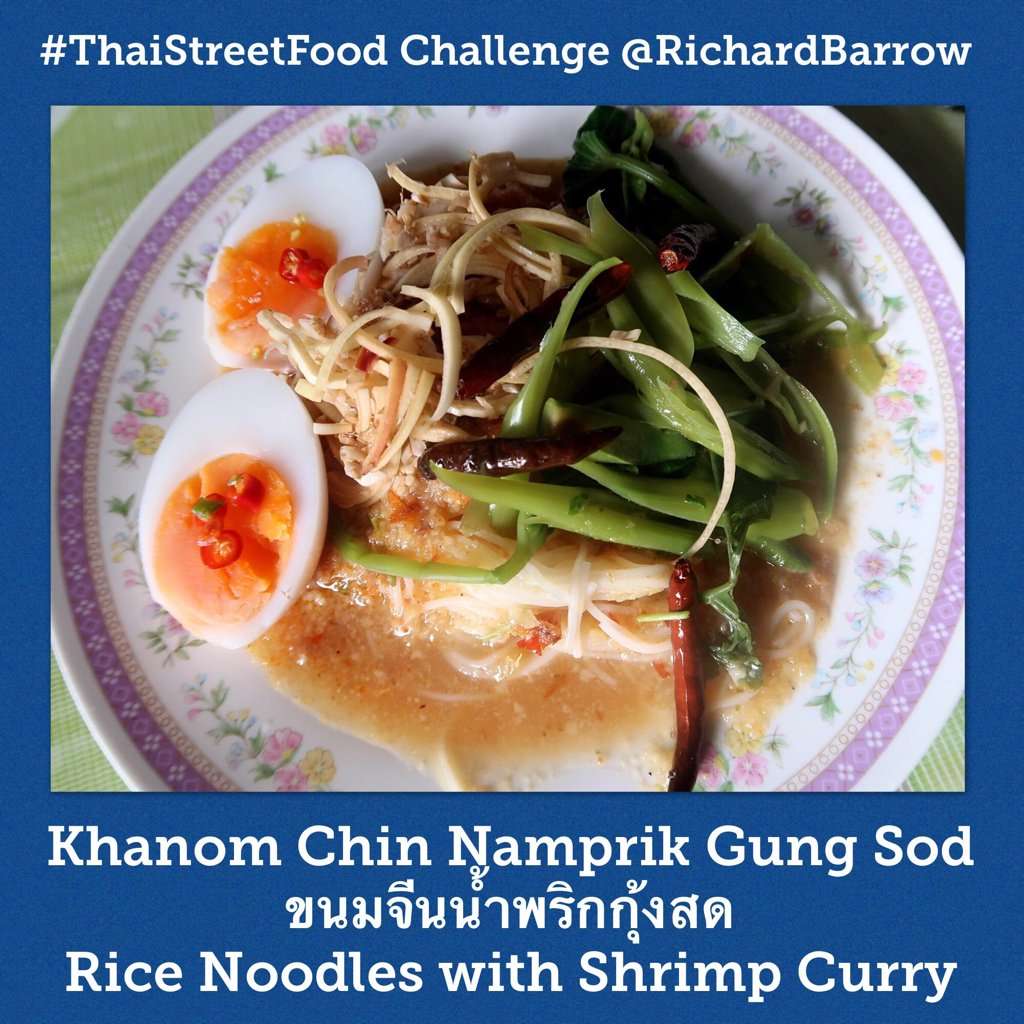 #ThaiStreetFood Challenge @RichardBarrow
Khanom Chin Namprik Gung Sod
ขนมจีนน้ำพริกกุ้งสด
Rice Noodles with Shrimp Curry